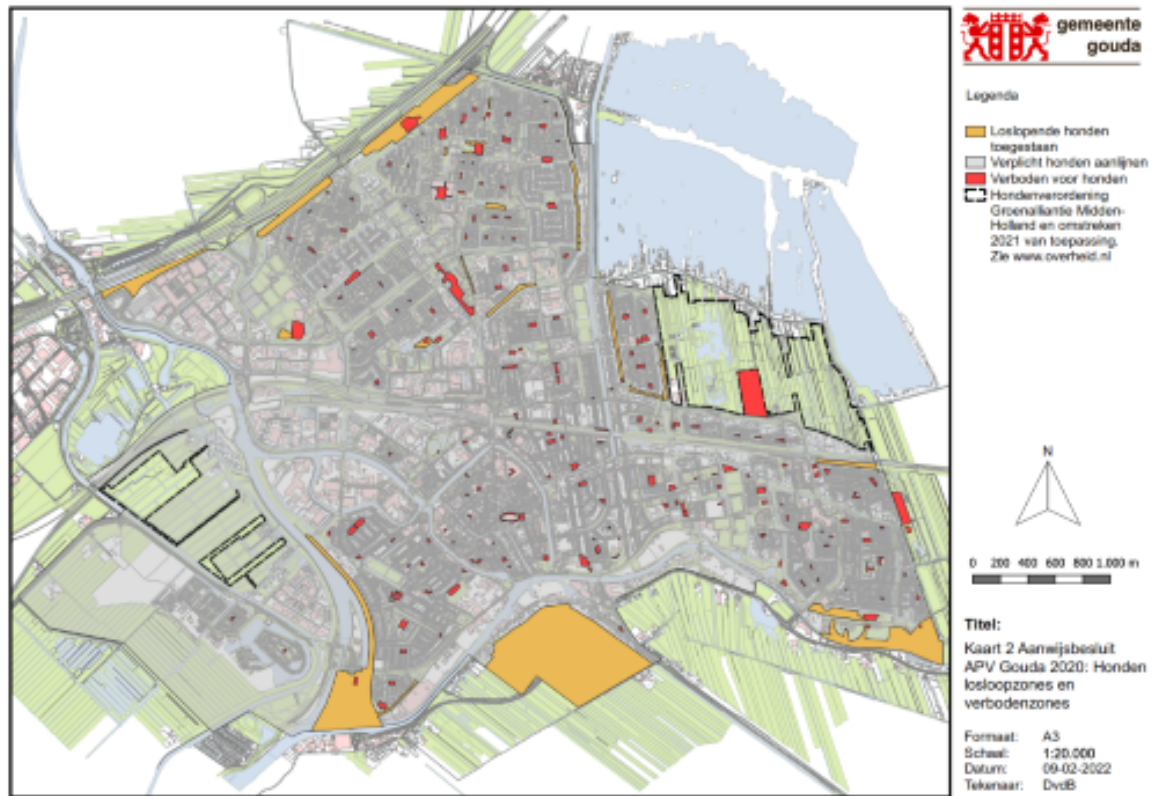 gemeente
gouda
Legenda
Loslopende honden
toegestaan
Verplicht honden aanlijnen
Verboden voor honden
Hondenverordening
Groenalliantie Midden-
Holland en omstreken
2021 van toepassing.
Zie www.overheid.nl
N
0 200 400 600 800 1.000 m
Titel:
Kaart 2 Aanwijsbesluit
APV Gouda 2020: Honden
losloopzones en
verbodenzones
Formaat: A3
Schaal: 1:20.000
Datum: 09-02-2022
Tekenaar: DvdB